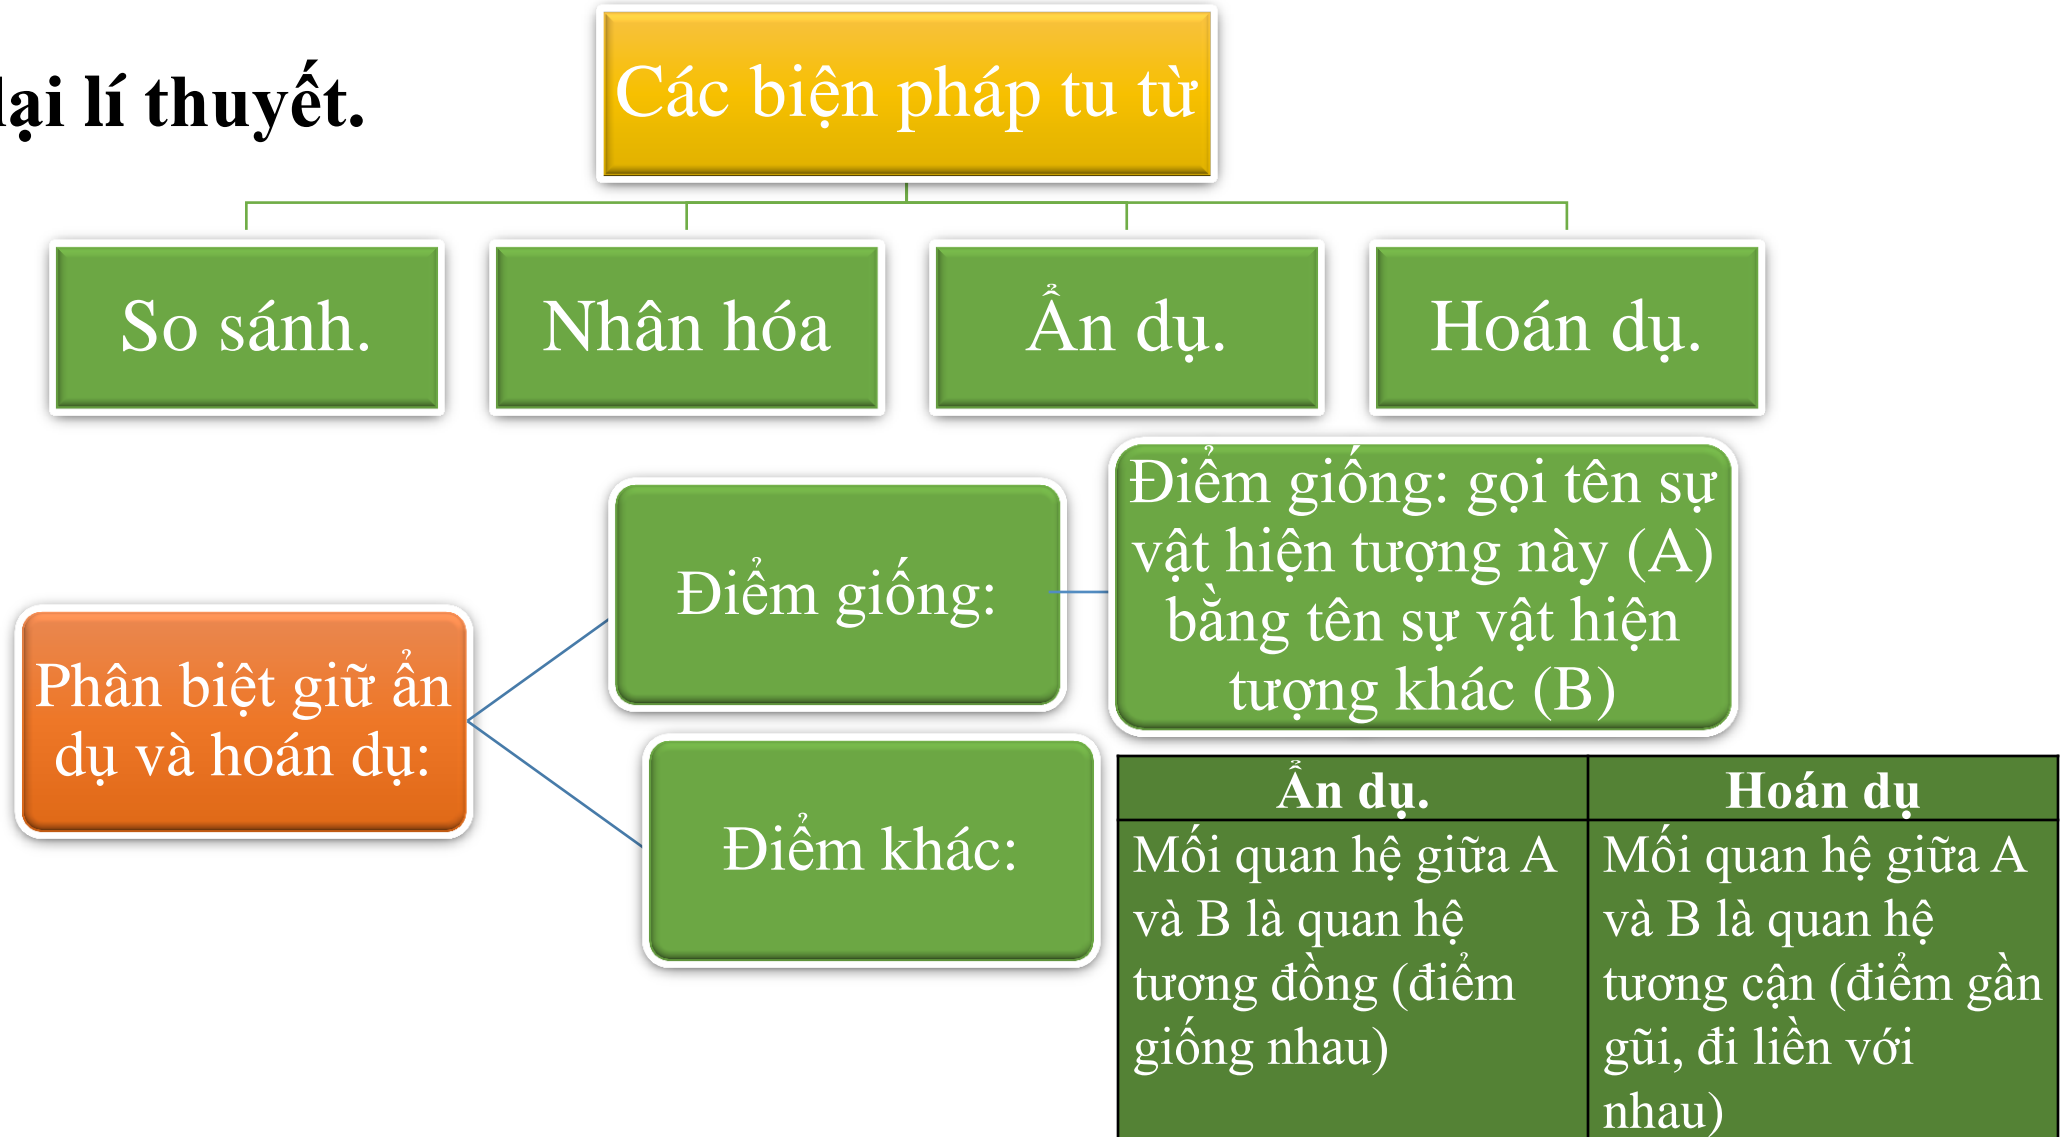 lại lí thuyết.
Các biện pháp tu từ
So sánh.
Nhân hóa
Ẩn dụ.
Hoán dụ.
Phân biệt giữ ẩn
dụ và hoán dụ:
Điểm giống:
Điểm giống: gọi tên sự
vật hiện tượng này (A)
bằng tên sự vật hiện
tượng khác (B)
Điểm khác:
Ẩn dụ.
Mối quan hệ giữa A
và B là quan hệ
tương đồng (điểm
giống nhau)
Hoán dụ
Mối quan hệ giữa A
và B là quan hệ
tương cận (điểm gần
gũi, đi liền với
nhau)